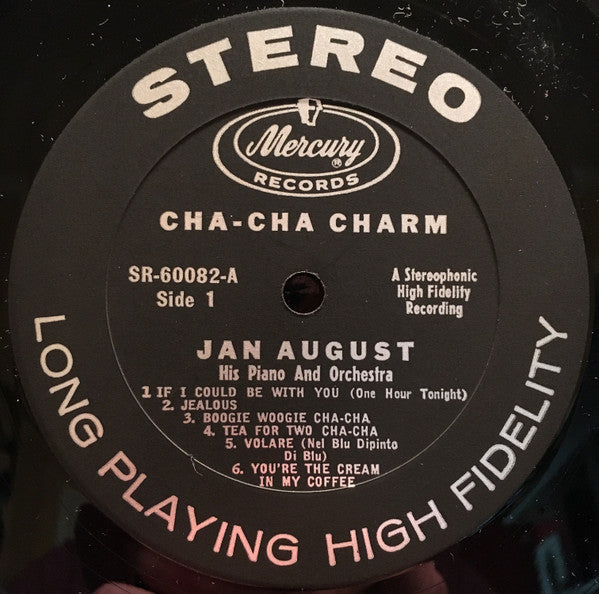 STEREO
Mercury ®
RECORDS
CHA-CHA CHARM
SR-60082-A
Side 1
A Stereophonic
High Fidelity
Recording
JAN AUGUST
His Piano And Orchestra
1 IF I COULD BE WITH YOU (One Hour Tonight)
2. JEALOUS
3. BOOGIE WOOGIE CHA-CHA
4. TEA FOR TWO CHA-CHA
5. VOLARE (Nel Blu Dipinto
Di Blu)
6. YOU'RE THE CREAM
IN MY COFFEE
LONG PLAYING HIGH FIDELITY